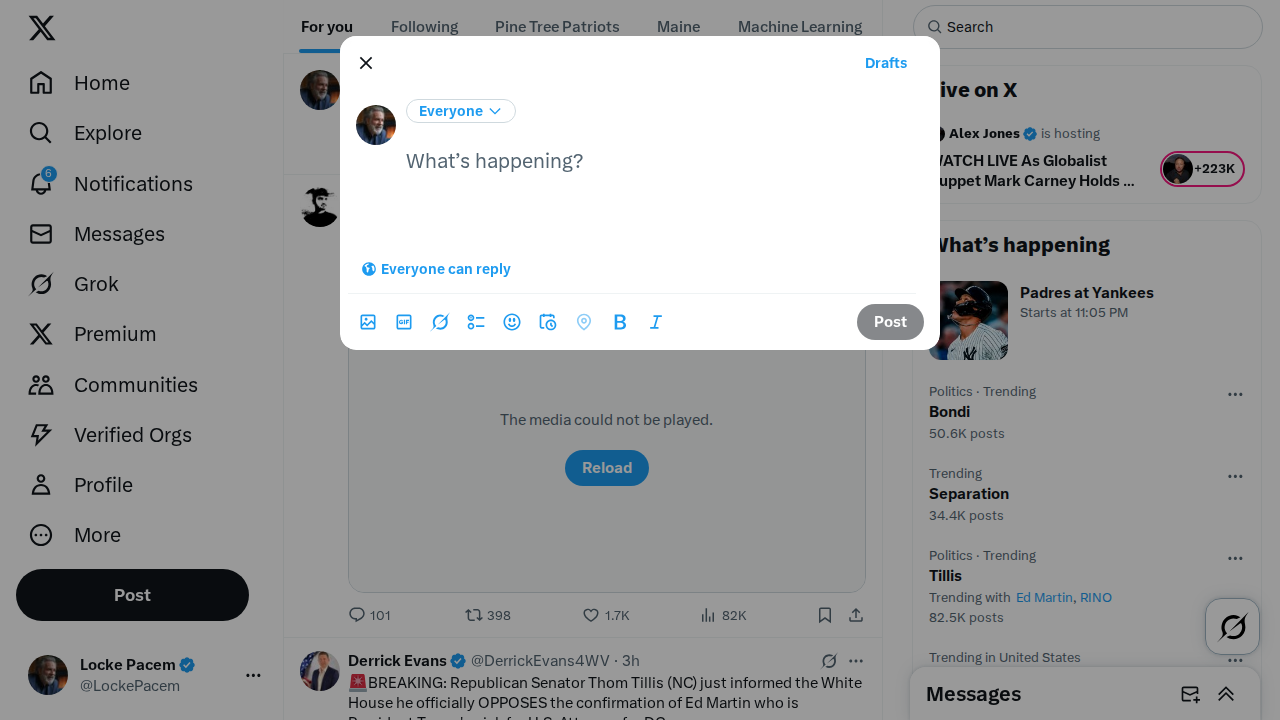 For you
Following
Pine Tree Patriots
Maine
Machine Learning
Search
Home
Explore
6
Notifications
Messages
Grok
Premium
Communities
Verified Orgs
Profile
More
Post
Locke Pacem
@LockePacem
Drafts
Everyone
What's happening?
Everyone can reply
GIF
B I
Post
The media could not be played.
Reload
101
398
1.7K
82K
Derrick Evans @DerrickEvans4WV · 3h
🚨BREAKING: Republican Senator Thom Tillis (NC) just informed the White
House he officially OPPOSES the confirmation of Ed Martin who is
ive on X
Alex Jones is hosting
WATCH LIVE As Globalist
uppet Mark Carney Holds ...
+223K
What's happening
Padres at Yankees
Starts at 11:05 PM
Politics · Trending
Bondi
50.6K posts
Trending
Separation
34.4K posts
Politics · Trending
Tillis
Trending with Ed Martin, RINO
82.5K posts
Trending in United States
Messages